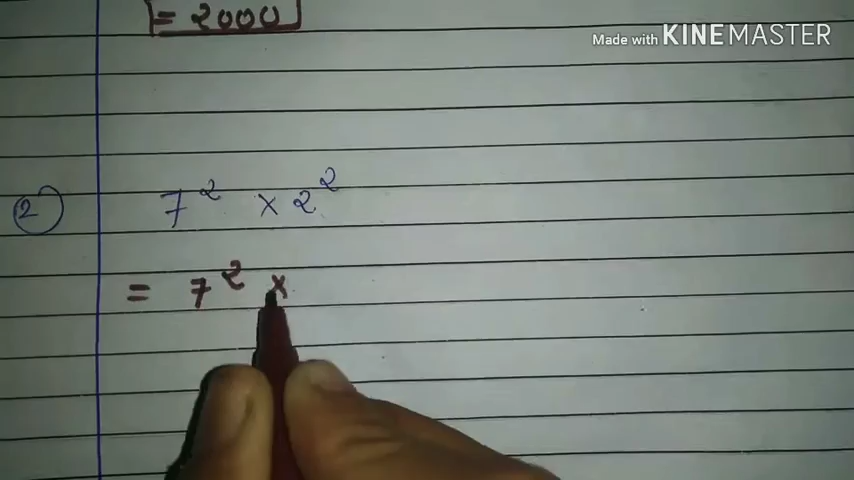 = 2000
Made with KINEMASTER
② 7² × 2²
= 7² ×